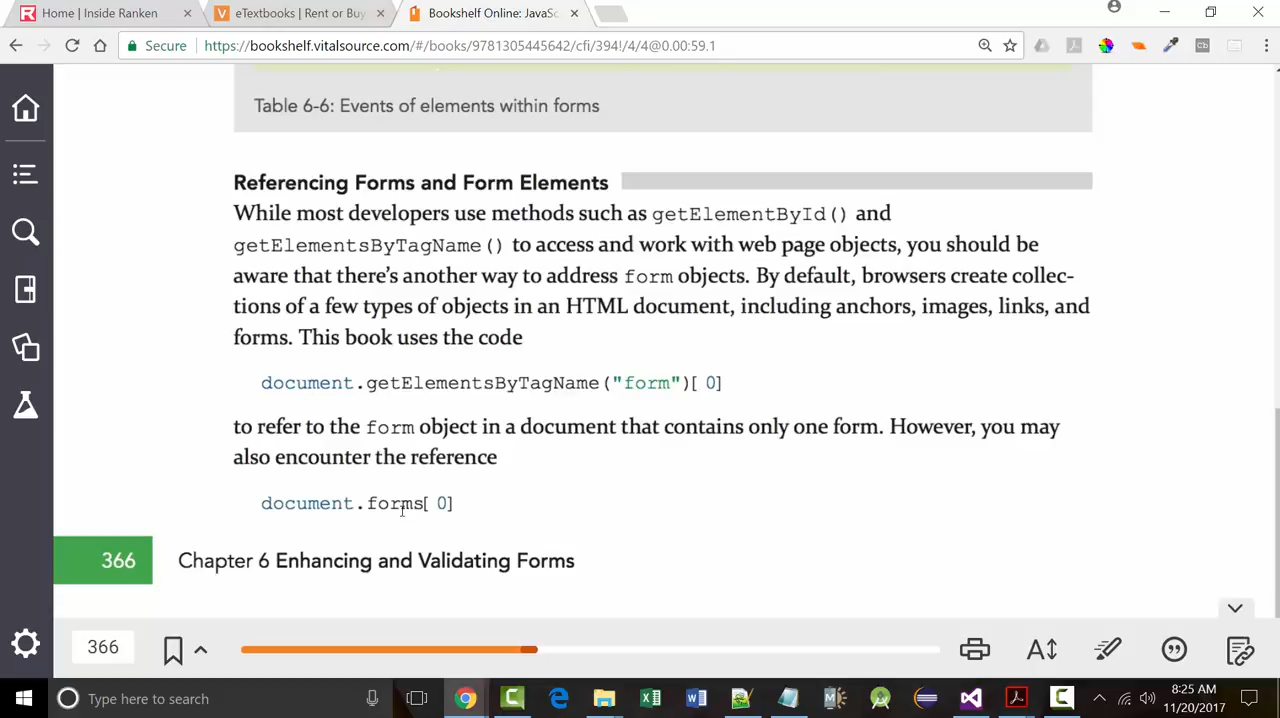 Home | Inside Ranken
eTextbooks | Rent or Buy
Bookshelf Online: JavaSc
Secure
https://bookshelf.vitalsource.com/#/books/9781305445642/cfi/394!/4/4@0.00:59.1
Table 6-6: Events of elements within forms
Referencing Forms and Form Elements
While most developers use methods such as getElementById() and
getElementsByTagName() to access and work with web page objects, you should be
aware that there's another way to address form objects. By default, browsers create collec-
tions of a few types of objects in an HTML document, including anchors, images, links, and
forms. This book uses the code
document.getElementsByTagName("form")[ 0]
to refer to the form object in a document that contains only one form. However, you may
also encounter the reference
document.forms[ 0]
366 Chapter 6 Enhancing and Validating Forms
366
Type here to search
8:25 AM
11/20/2017